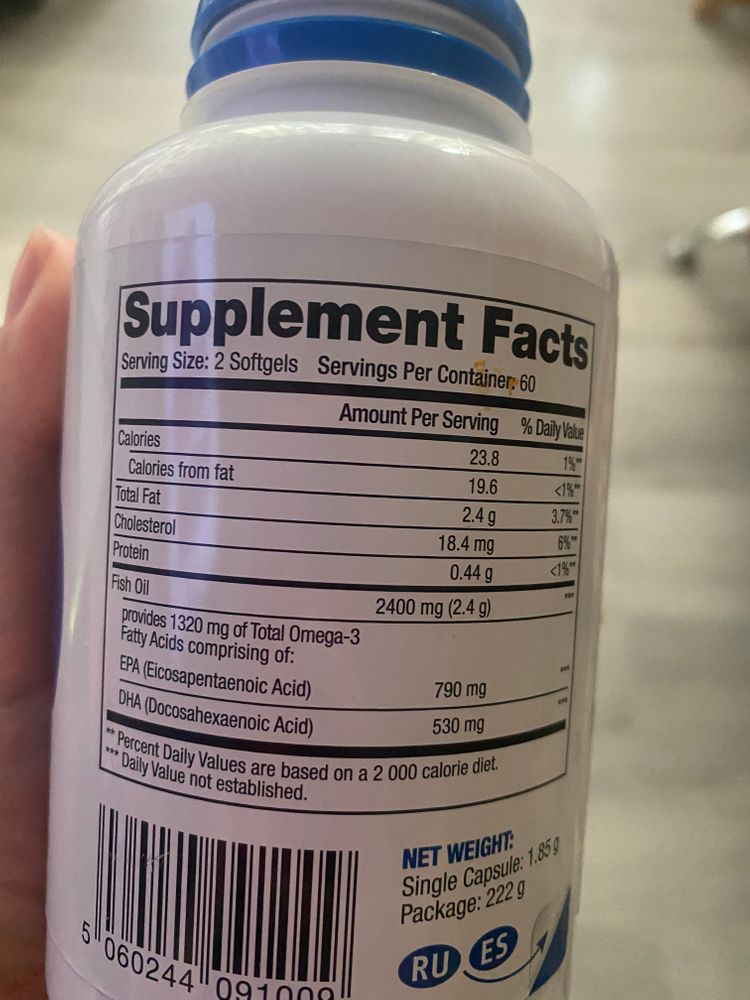 Supplement Facts
Serving Size: 2 Softgels Servings Per Container: 60
Amount Per Serving % Daily Value
Calories 23.8 1%**
Calories from fat 19.6 <1%**
Total Fat 2.4 g 3.7%**
Cholesterol 18.4 mg 6%**
Protein 0.44 g <1%**
Fish Oil 2400 mg (2.4 g) ***
provides 1320 mg of Total Omega-3
Fatty Acids comprising of:
EPA (Eicosapentaenoic Acid) 790 mg ***
DHA (Docosahexaenoic Acid) 530 mg ***
** Percent Daily Values are based on a 2 000 calorie diet.
*** Daily Value not established.
NET WEIGHT:
Single Capsule: 1.85 g
Package: 222 g
RU ES
5 060244 091009